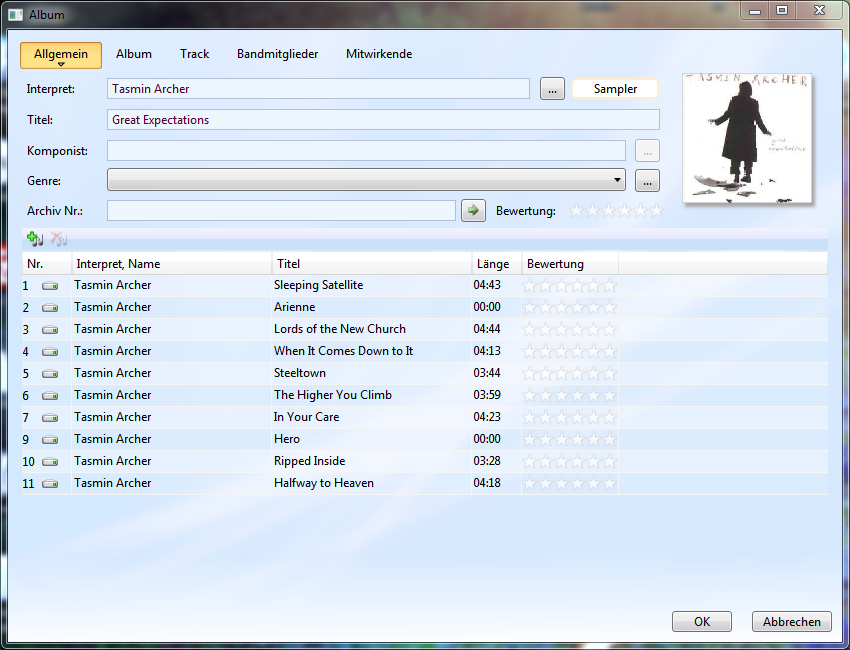 Album
Allgemein Album Track Bandmitglieder Mitwirkende
Interpret: Tasmin Archer ... Sampler
TASMIN ARCHER
Titel: Great Expectations
Komponist: ...
Genre: ...
Archiv Nr.: Bewertung:
Nr. Interpret, Name Titel Länge Bewertung
1 Tasmin Archer Sleeping Satellite 04:43
2 Tasmin Archer Arienne 00:00
3 Tasmin Archer Lords of the New Church 04:44
4 Tasmin Archer When It Comes Down to It 04:13
5 Tasmin Archer Steeltown 03:44
6 Tasmin Archer The Higher You Climb 03:59
7 Tasmin Archer In Your Care 04:23
9 Tasmin Archer Hero 00:00
10 Tasmin Archer Ripped Inside 03:28
11 Tasmin Archer Halfway to Heaven 04:18
OK Abbrechen